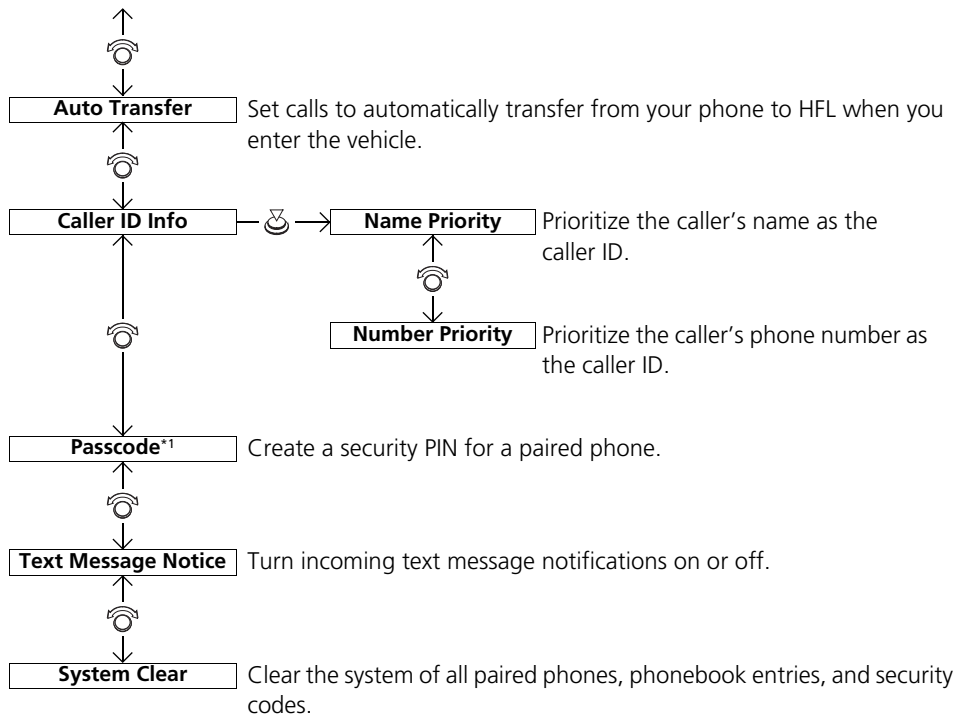 Auto Transfer
Set calls to automatically transfer from your phone to HFL when you
enter the vehicle.
Caller ID Info
Name Priority
Prioritize the caller’s name as the
caller ID.
Number Priority
Prioritize the caller’s phone number as
the caller ID.
Passcode*1
Create a security PIN for a paired phone.
Text Message Notice
Turn incoming text message notifications on or off.
System Clear
Clear the system of all paired phones, phonebook entries, and security
codes.